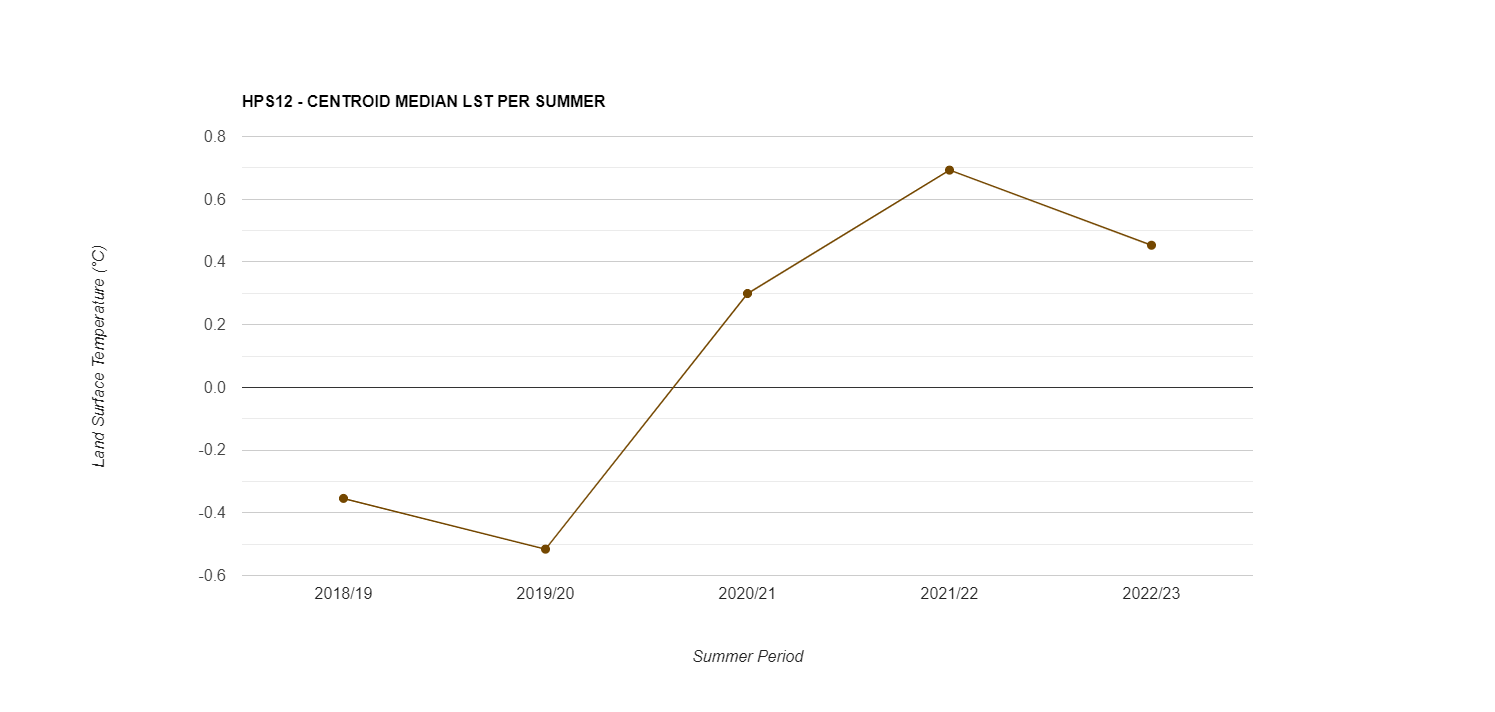 HPS12 - CENTROID MEDIAN LST PER SUMMER
0.8
0.6
0.4
0.2
0.0
-0.2
-0.4
-0.6
Land Surface Temperature (°C)
2018/19 2019/20 2020/21 2021/22 2022/23
Summer Period